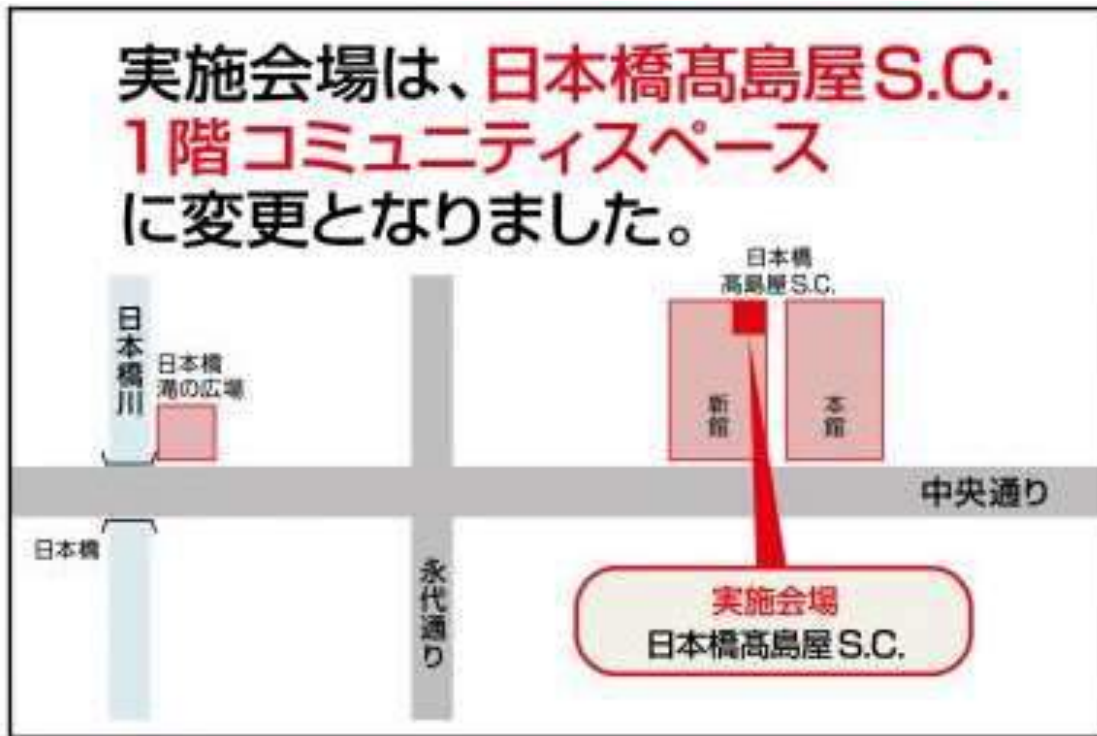 実施会場は、日本橋髙島屋S.C.
1階コミュニティスペース
に変更となりました。
日本橋
髙島屋S.C.
日本橋川
日本橋
滝の広場
新館
本館
中央通り
日本橋
永代通り
実施会場
日本橋髙島屋S.C.